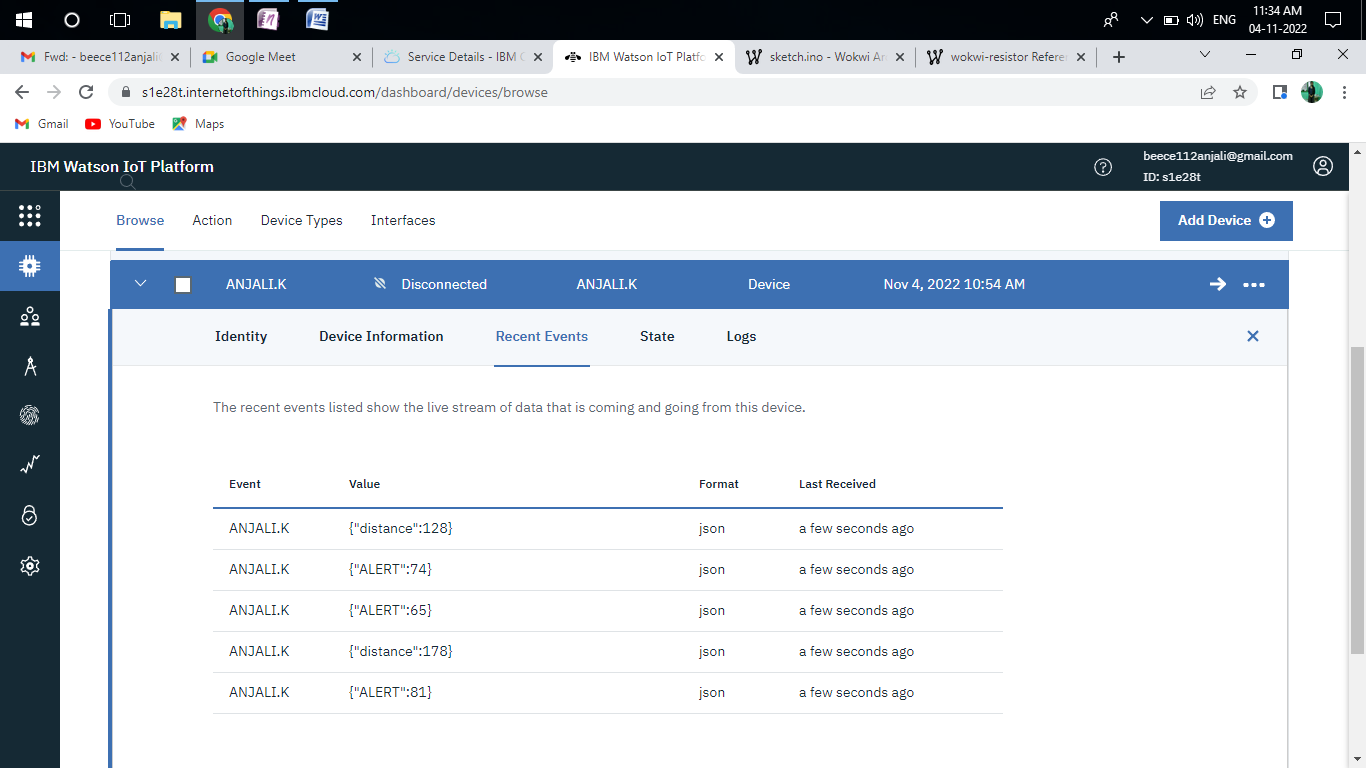 11:34 AM
ENG
04-11-2022
Fwd: - beece112anjali
Google Meet
Service Details - IBM
IBM Watson IoT Platfo
sketch.ino - Wokwi
wokwi-resistor Refere
s1e28t.internetofthings.ibmcloud.com/dashboard/devices/browse
Gmail YouTube Maps
IBM Watson IoT Platform
beece112anjali@gmail.com
ID: s1e28t
Browse Action Device Types Interfaces Add Device
ANJALI.K Disconnected ANJALI.K Device Nov 4, 2022 10:54 AM
Identity Device Information Recent Events State Logs
The recent events listed show the live stream of data that is coming and going from this device.
Event Value Format Last Received
ANJALI.K {"distance":128} json a few seconds ago
ANJALI.K {"ALERT":74} json a few seconds ago
ANJALI.K {"ALERT":65} json a few seconds ago
ANJALI.K {"distance":178} json a few seconds ago
ANJALI.K {"ALERT":81} json a few seconds ago